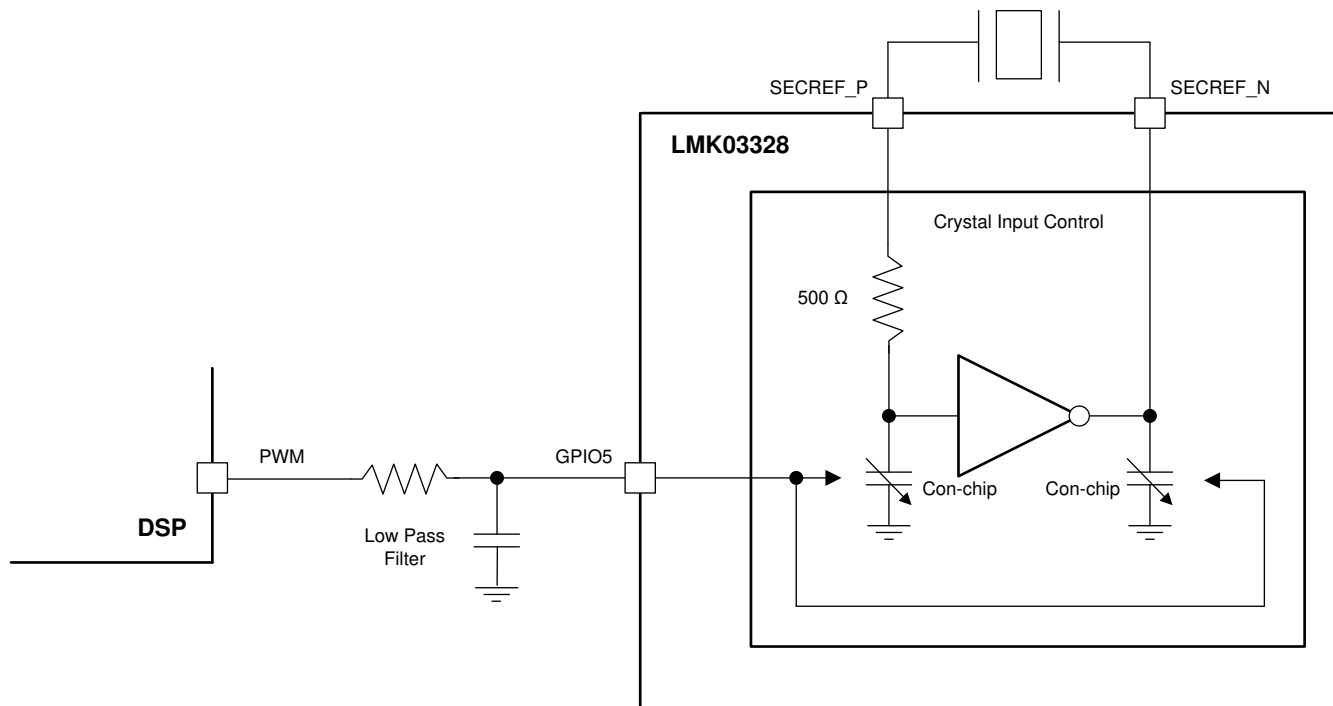 SECREF_P
SECREF_N
LMK03328
Crystal Input Control
500 Ω
PWM
GPIO5
Con-chip
Con-chip
DSP
Low Pass
Filter